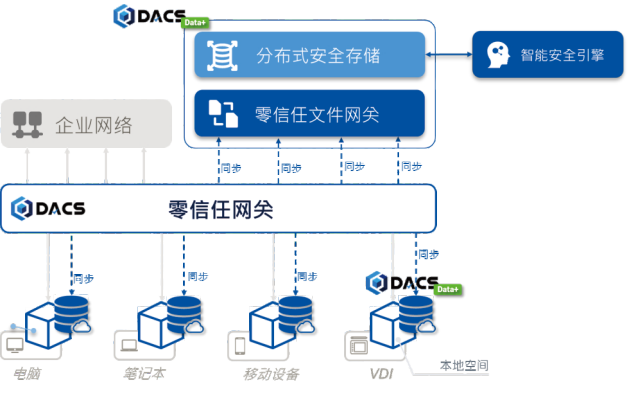 DACS
Data+
分布式安全存储
智能安全引擎
零信任文件网关
企业网络
同步
同步
同步
同步
DACS
零信任网关
同步
同步
同步
同步
DACS
Data+
本地空间
电脑
笔记本
移动设备
VDI